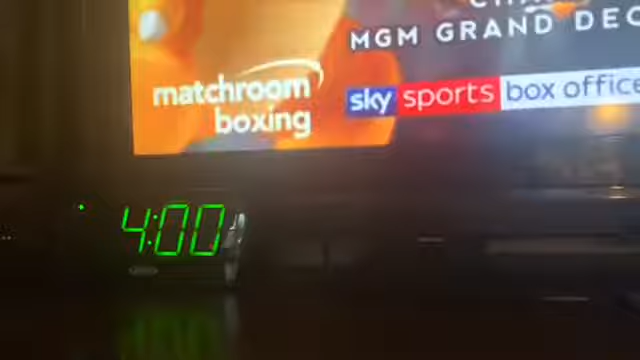 MGM GRAND DEC
matchroom
boxing
sky sports box office
4:00